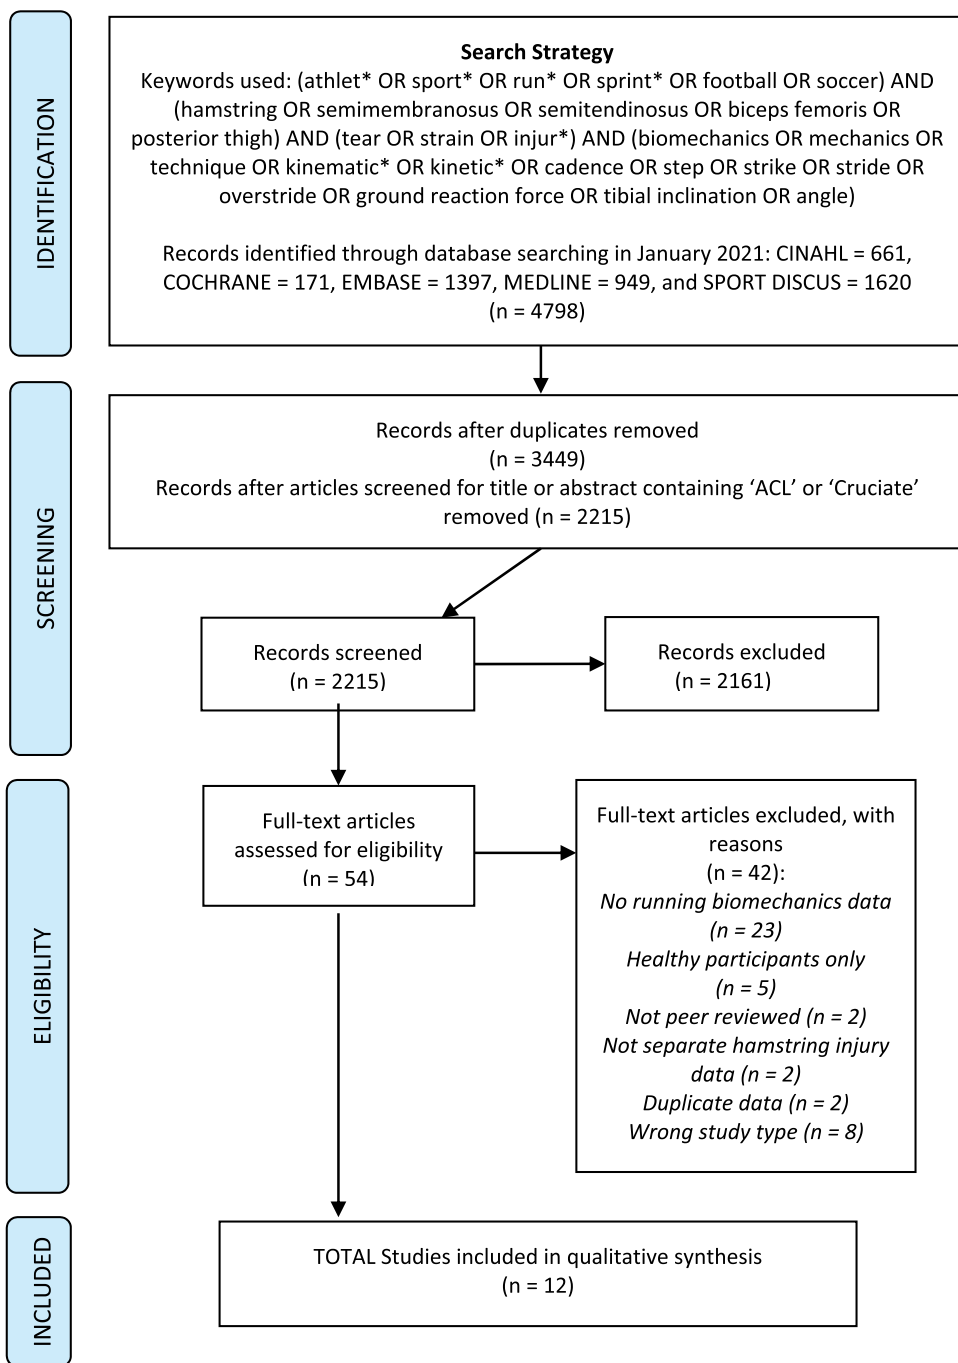 IDENTIFICATION
Search Strategy
Keywords used: (athlet* OR sport* OR run* OR sprint* OR football OR soccer) AND
(hamstring OR semimembranosus OR semitendinosus OR biceps femoris OR
posterior thigh) AND (tear OR strain OR injur*) AND (biomechanics OR mechanics OR
technique OR kinematic* OR kinetic* OR cadence OR step OR strike OR stride OR
overstride OR ground reaction force OR tibial inclination OR angle)
Records identified through database searching in January 2021: CINAHL = 661,
COCHRANE = 171, EMBASE = 1397, MEDLINE = 949, and SPORT DISCUS = 1620
(n = 4798)
SCREENING
Records after duplicates removed
(n = 3449)
Records after articles screened for title or abstract containing ‘ACL’ or ‘Cruciate’
removed (n = 2215)
Records screened
(n = 2215)
Records excluded
(n = 2161)
ELIGIBILITY
Full-text articles
assessed for eligibility
(n = 54)
Full-text articles excluded, with
reasons
(n = 42):
No running biomechanics data
(n = 23)
Healthy participants only
(n = 5)
Not peer reviewed (n = 2)
Not separate hamstring injury
data (n = 2)
Duplicate data (n = 2)
Wrong study type (n = 8)
INCLUDED
TOTAL Studies included in qualitative synthesis
(n = 12)